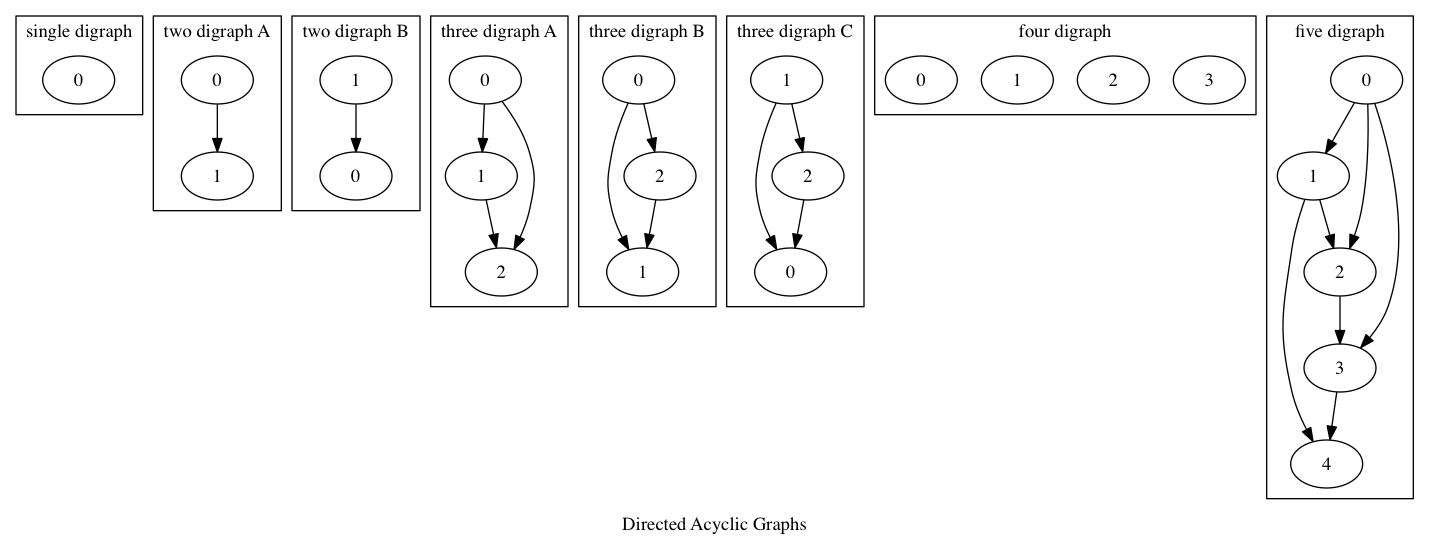 single digraph
0
two digraph A
0
1
two digraph B
1
0
three digraph A
0
1
2
three digraph B
0
2
1
three digraph C
1
2
0
four digraph
0 1 2 3
five digraph
0
1
2
3
4
Directed Acyclic Graphs